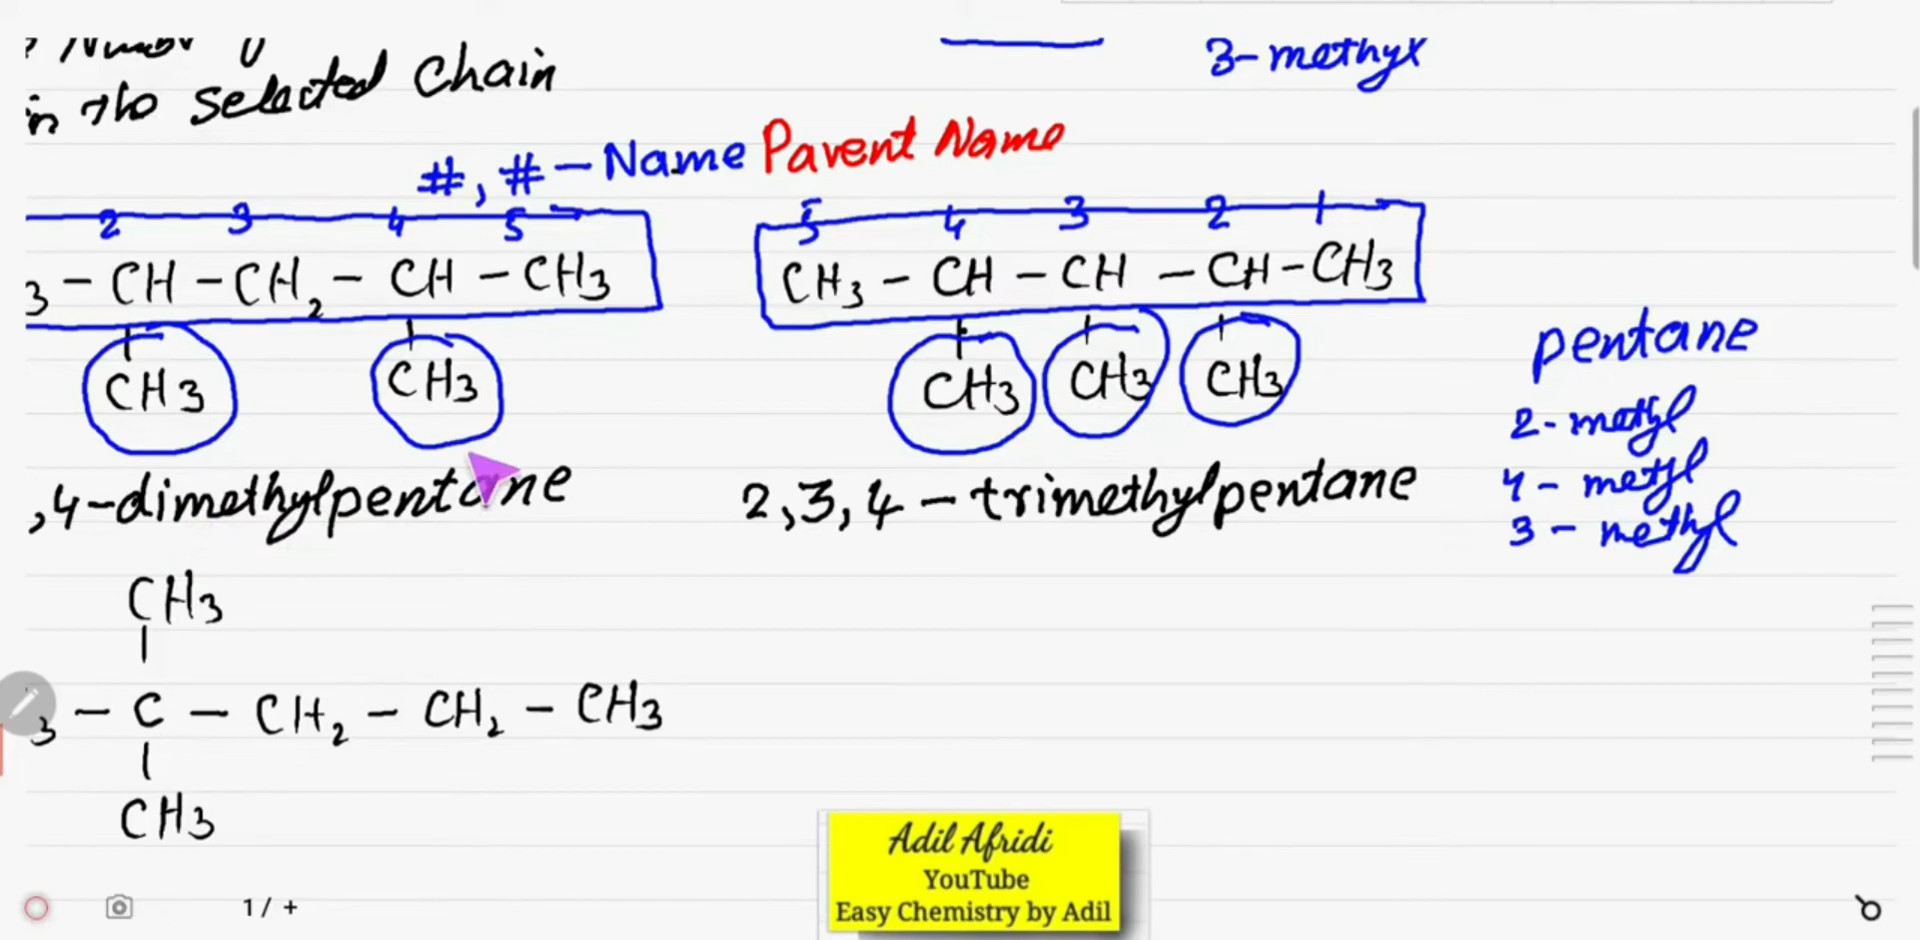 in the selected chain
3-methyl
#, # - Name Parent Name
2 3 4 5
3 - CH - CH2 - CH - CH3
CH3 CH3
,4-dimethylpentane
5 4 3 2 1
CH3 - CH - CH - CH - CH3
CH3 CH3 CH3
2,3,4 - trimethylpentane
pentane
2- methyl
4 - methyl
3 - methyl
CH3
3 - C - CH2 - CH2 - CH3
CH3
Adil Afridi
YouTube
Easy Chemistry by Adil
1 / +